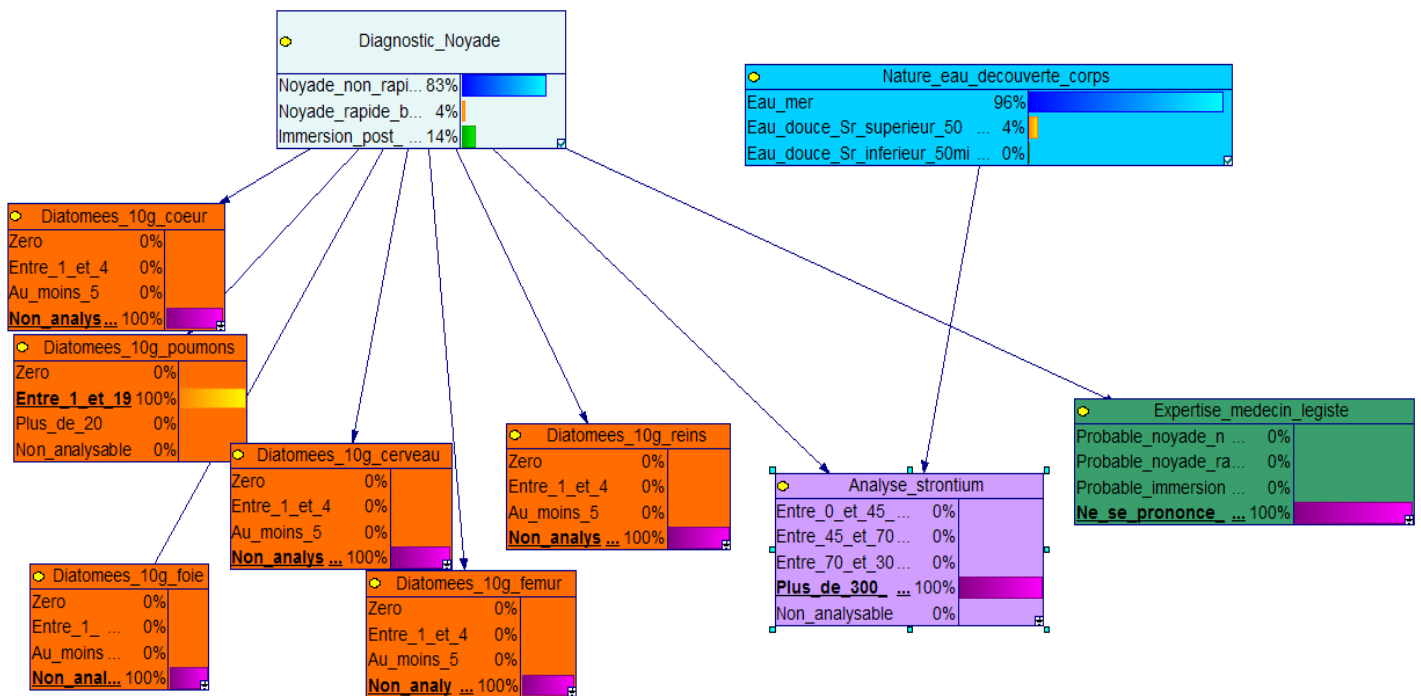 Diagnostic_Noyade
Noyade_non_rapi... 83%
Noyade_rapide_b... 4%
Immersion_post_ ... 14%
Nature_eau_decouverte_corps
Eau_mer 96%
Eau_douce_Sr_superieur_50 ... 4%
Eau_douce_Sr_inferieur_50mi ... 0%
Diatomees_10g_coeur
Zero 0%
Entre_1_et_4 0%
Au_moins_5 0%
Non_analys ... 100%
Diatomees_10g_poumons
Zero 0%
Entre_1_et_19 100%
Plus_de_20 0%
Non_analysable 0%
Diatomees_10g_cerveau
Zero 0%
Entre_1_et_4 0%
Au_moins_5 0%
Non_analys ... 100%
Diatomees_10g_reins
Zero 0%
Entre_1_et_4 0%
Au_moins_5 0%
Non_analys ... 100%
Analyse_strontium
Entre_0_et_45_ ... 0%
Entre_45_et_70 ... 0%
Entre_70_et_30 ... 0%
Plus_de_300_ ... 100%
Non_analysable 0%
Expertise_medecin_legiste
Probable_noyade_n ... 0%
Probable_noyade_ra... 0%
Probable_immersion ... 0%
Ne_se_prononce_ ... 100%
Diatomees_10g_foie
Zero 0%
Entre_1_ ... 0%
Au_moins ... 0%
Non_anal... 100%
Diatomees_10g_femur
Zero 0%
Entre_1_et_4 0%
Au_moins_5 0%
Non_analy ... 100%